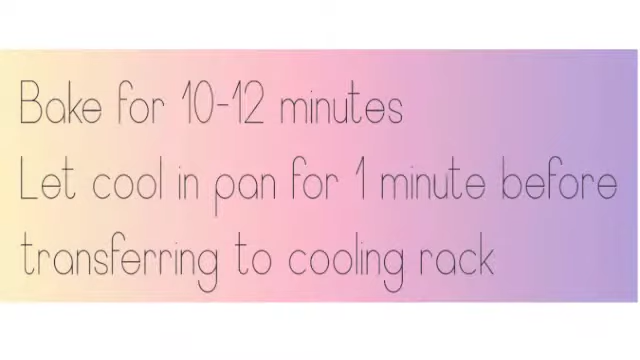 Bake for 10-12 minutes
Let cool in pan for 1 minute before
transferring to cooling rack